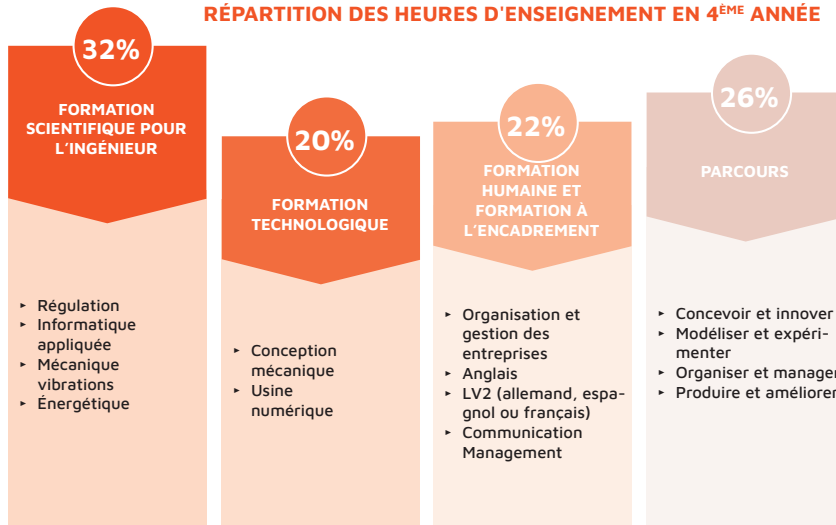 RÉPARTITION DES HEURES D'ENSEIGNEMENT EN 4ÈME ANNÉE
32%
FORMATION
SCIENTIFIQUE POUR
L'INGÉNIEUR
► Régulation
► Informatique
appliquée
► Mécanique
vibrations
► Énergétique
20%
FORMATION
TECHNOLOGIQUE
► Conception
mécanique
► Usine
numérique
22%
FORMATION
HUMAINE ET
FORMATION À
L'ENCADREMENT
► Organisation et
gestion des
entreprises
► Anglais
► LV2 (allemand, espa-
gnol ou français)
► Communication
Management
26%
PARCOURS
► Concevoir et innover
► Modéliser et expéri-
menter
► Organiser et manager
► Produire et améliorer